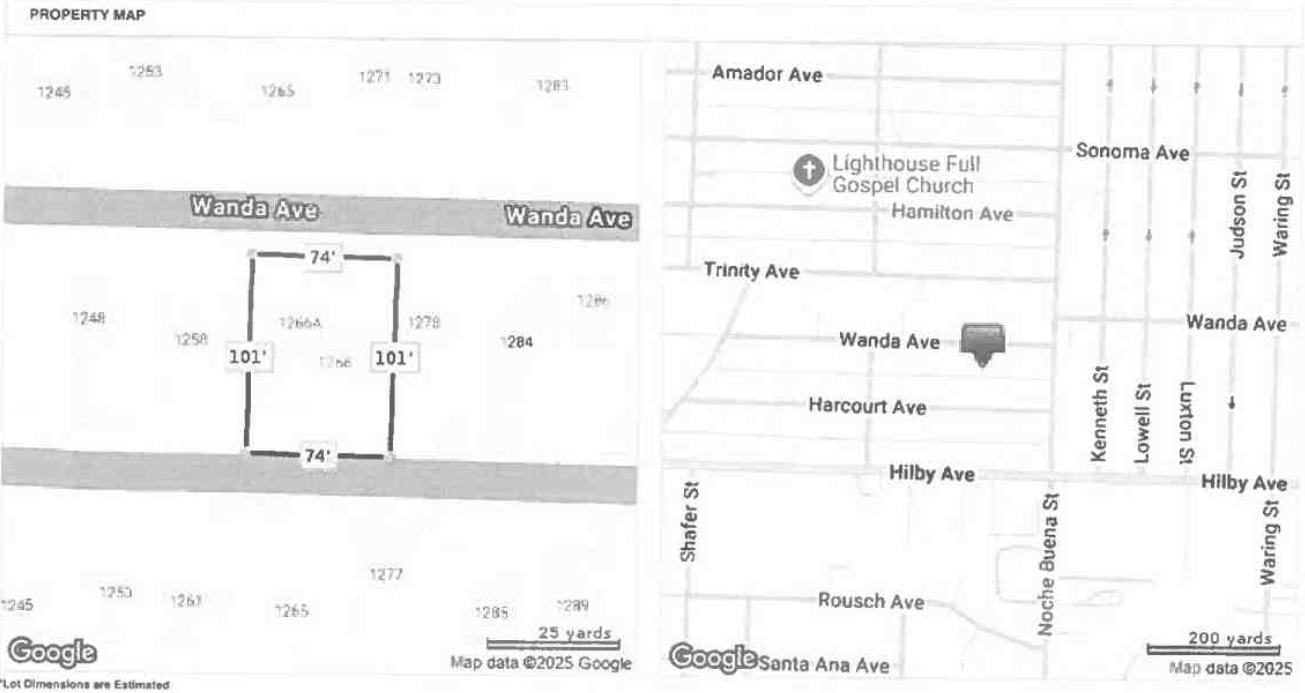 PROPERTY MAP
1248
1253
1265
1271
1273
1283
Wanda Ave
Wanda Ave
74'
1248
1258
1266A
1278
1286
101'
1266
101'
1284
74'
1245
1253
1267
1265
1277
1285
1289
25 yards
Google
Map data ©2025 Google
Amador Ave
Sonoma Ave
Lighthouse Full
Gospel Church
Hamilton Ave
Judson St
Waring St
Trinity Ave
Wanda Ave
Wanda Ave
Harcourt Ave
Kenneth St
Lowell St
Luxton St
Hilby Ave
Hilby Ave
Shafer St
Noche Buena St
Waring St
Rousch Ave
200 yards
Google
Santa Ana Ave
Map data ©2025
*Lot Dimensions are Estimated